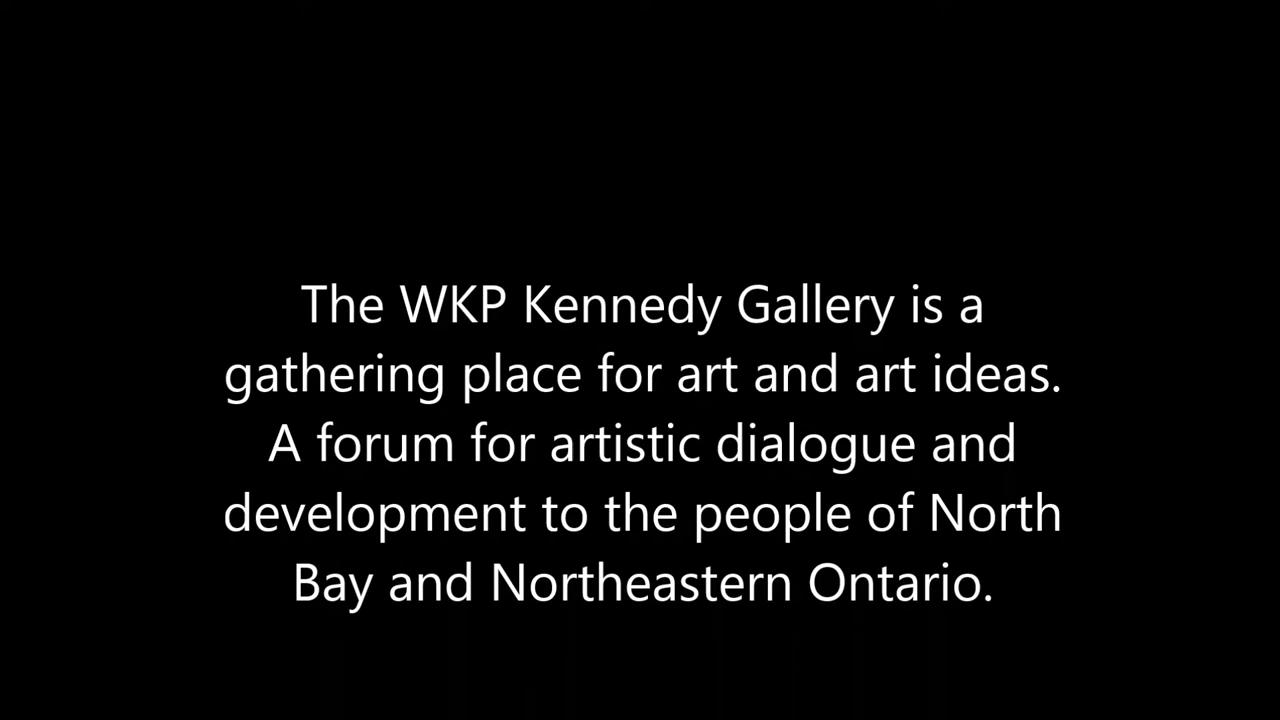 The WKP Kennedy Gallery is a
gathering place for art and art ideas.
A forum for artistic dialogue and
development to the people of North
Bay and Northeastern Ontario.